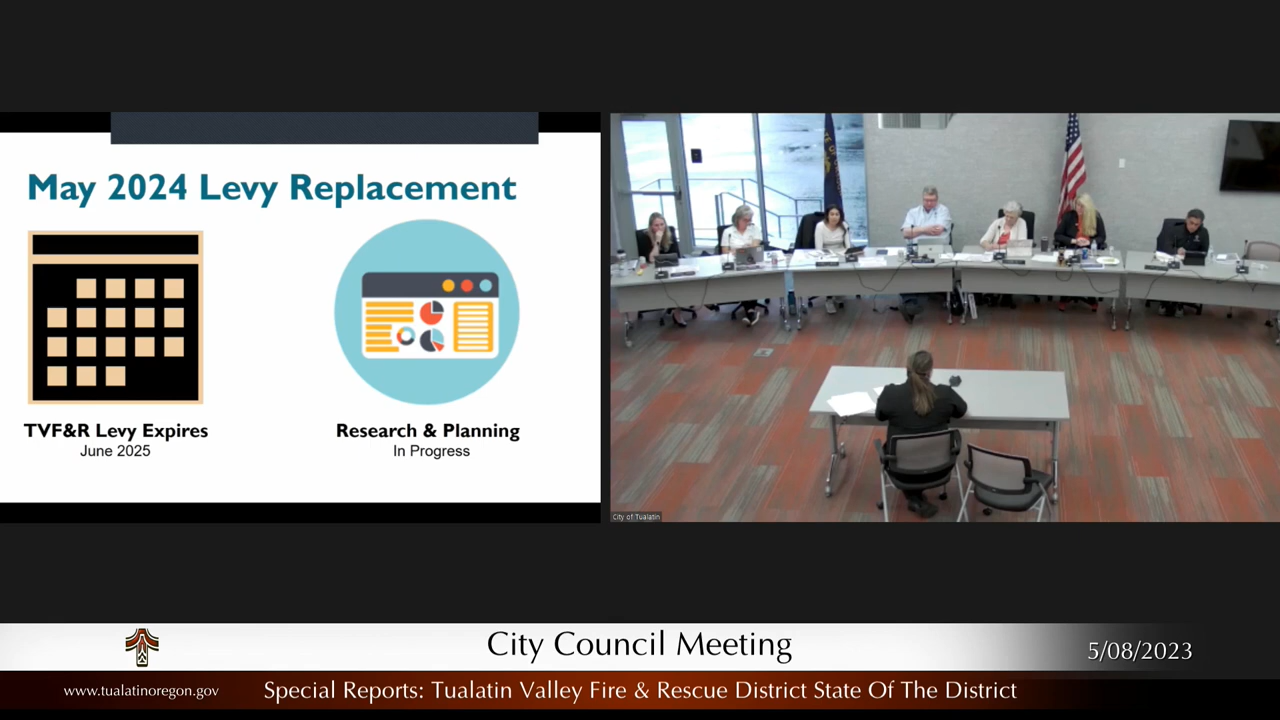 May 2024 Levy Replacement
TVF&R Levy Expires
June 2025
Research & Planning
In Progress
City of Tualatin
City Council Meeting
5/08/2023
www.tualatinoregon.gov
Special Reports: Tualatin Valley Fire & Rescue District State Of The District